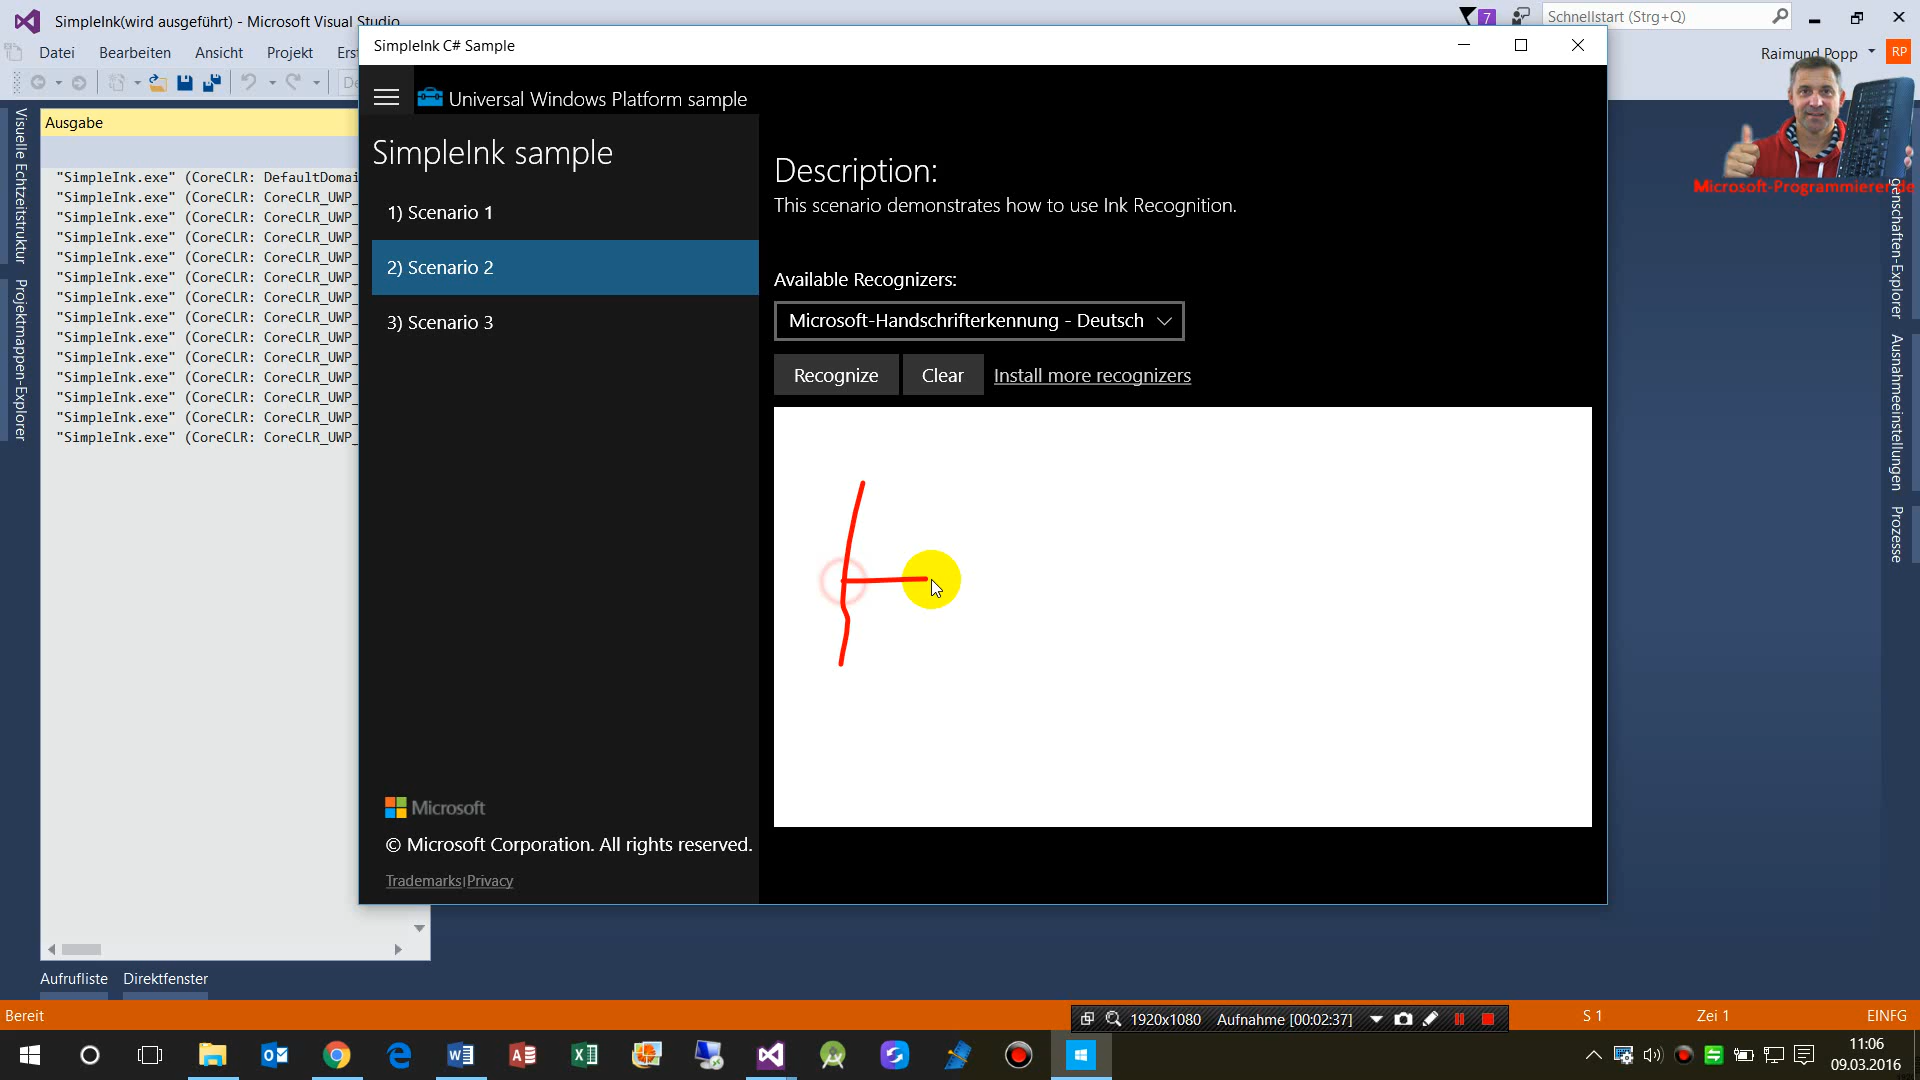 SimpleInk(wird ausgeführt) - Microsoft Visual Studio
7
Schnellstart (Strg+Q)
Datei Bearbeiten Ansicht Projekt
Raimund Popp RP
SimpleInk C# Sample
Universal Windows Platform sample
SimpleInk sample
1) Scenario 1
2) Scenario 2
3) Scenario 3
Description:
This scenario demonstrates how to use Ink Recognition.
Available Recognizers:
Microsoft-Handschrifterkennung - Deutsch
Recognize Clear Install more recognizers
Microsoft
© Microsoft Corporation. All rights reserved.
Trademarks|Privacy
Visuelle Echtzeitstruktur
Projektmappen-Explorer
Ausgabe
"SimpleInk.exe" (CoreCLR: DefaultDomai
"SimpleInk.exe" (CoreCLR: CoreCLR_UWP_
"SimpleInk.exe" (CoreCLR: CoreCLR_UWP_
"SimpleInk.exe" (CoreCLR: CoreCLR_UWP_
"SimpleInk.exe" (CoreCLR: CoreCLR_UWP_
"SimpleInk.exe" (CoreCLR: CoreCLR_UWP_
"SimpleInk.exe" (CoreCLR: CoreCLR_UWP_
"SimpleInk.exe" (CoreCLR: CoreCLR_UWP_
"SimpleInk.exe" (CoreCLR: CoreCLR_UWP_
"SimpleInk.exe" (CoreCLR: CoreCLR_UWP_
"SimpleInk.exe" (CoreCLR: CoreCLR_UWP_
"SimpleInk.exe" (CoreCLR: CoreCLR_UWP_
"SimpleInk.exe" (CoreCLR: CoreCLR_UWP_
"SimpleInk.exe" (CoreCLR: CoreCLR_UWP_
Microsoft-Programmierer.de
genschaften-Explorer
Ausnahmeeinstellungen
Prozesse
Aufrufliste Direktfenster
Bereit
1920x1080 Aufnahme [00:02:37]
S 1 Zei 1 EINFG
11:06
09.03.2016